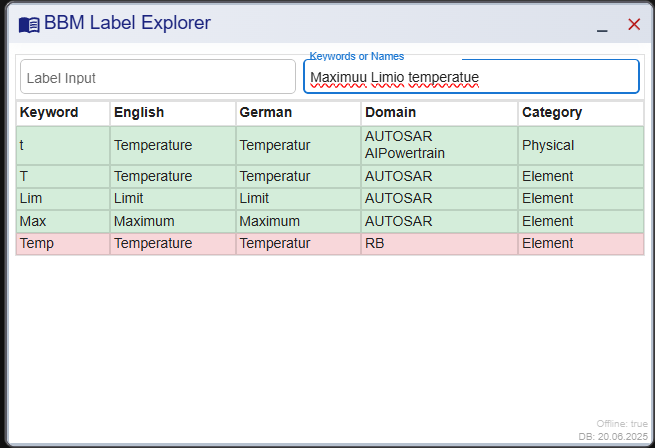 BBM Label Explorer
Keywords or Names
Label Input Maximuu Limio temperatue
Keyword English German Domain Category
t Temperature Temperatur AUTOSAR AIPowertrain Physical
T Temperature Temperatur AUTOSAR Element
Lim Limit Limit AUTOSAR Element
Max Maximum Maximum AUTOSAR Element
Temp Temperature Temperatur RB Element
Offline: true
DB: 20.06.2025